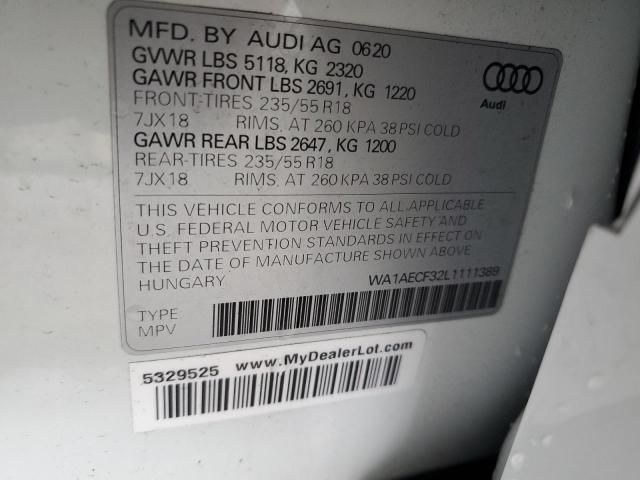 MFD. BY AUDI AG 0620
GVWR LBS 5118, KG 2320
GAWR FRONT LBS 2691, KG 1220
FRONT-TIRES 235/55 R18
7JX18 RIMS, AT 260 KPA 38 PSI COLD
GAWR REAR LBS 2647, KG 1200
REAR-TIRES 235/55 R18
7JX18 RIMS, AT 260 KPA 38 PSI COLD
Audi
THIS VEHICLE CONFORMS TO ALL APPLICABLE
U.S. FEDERAL MOTOR VEHICLE SAFETY AND
THEFT PREVENTION STANDARDS IN EFFECT ON
THE DATE OF MANUFACTURE SHOWN ABOVE
HUNGARY
WA1AECF32L1111389
TYPE
MPV
5329525 www.MyDealerLot.com